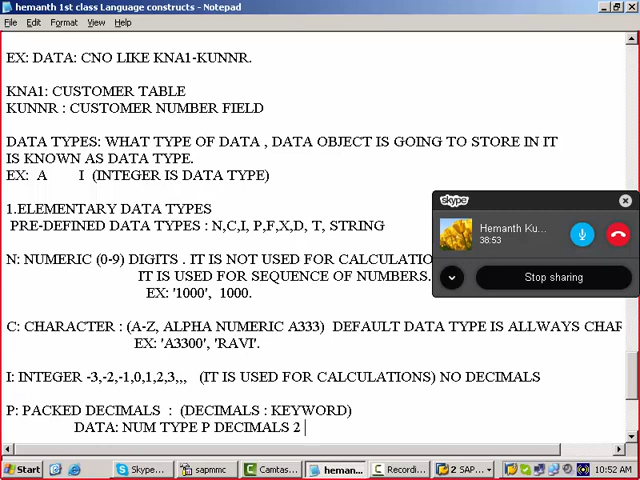 hemanth 1st class Language constructs - Notepad
File Edit Format View Help
EX: DATA: CNO LIKE KNA1-KUNNR.
KNA1: CUSTOMER TABLE
KUNNR : CUSTOMER NUMBER FIELD
DATA TYPES: WHAT TYPE OF DATA , DATA OBJECT IS GOING TO STORE IN IT
IS KNOWN AS DATA TYPE.
EX: A I (INTEGER IS DATA TYPE)
1.ELEMENTARY DATA TYPES
PRE-DEFINED DATA TYPES : N,C,I, P,F,X,D, T, STRING
skype
Hemanth Ku...
38:53
Stop sharing
N: NUMERIC (0-9) DIGITS . IT IS NOT USED FOR CALCULATIO
IT IS USED FOR SEQUENCE OF NUMBERS.
EX: '1000', 1000.
C: CHARACTER : (A-Z, ALPHA NUMERIC A333) DEFAULT DATA TYPE IS ALLWAYS CHAR
EX: 'A3300', 'RAVI'.
I: INTEGER -3,-2,-1,0,1,2,3,,, (IT IS USED FOR CALCULATIONS) NO DECIMALS
P: PACKED DECIMALS : (DECIMALS : KEYWORD)
DATA: NUM TYPE P DECIMALS 2
Start Skype... sapmmc Camtas... heman... Recordi... 2 SAP... 10:52 AM